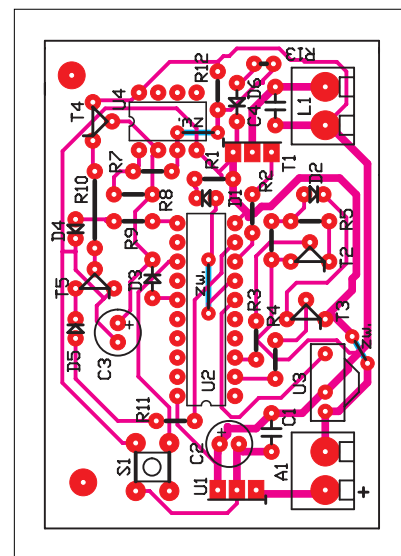 R12
R13
U4
T4
D6
C4
L1
Z
R1
T1
R7
D2
R10
R8
D1
R2
D4
R9
R5
T2
D3
T5
zw.
R3
T3
R4
zw.
D5
C3
+
U2
U3
R11
C1
+
C2
S1
A1
U1
+